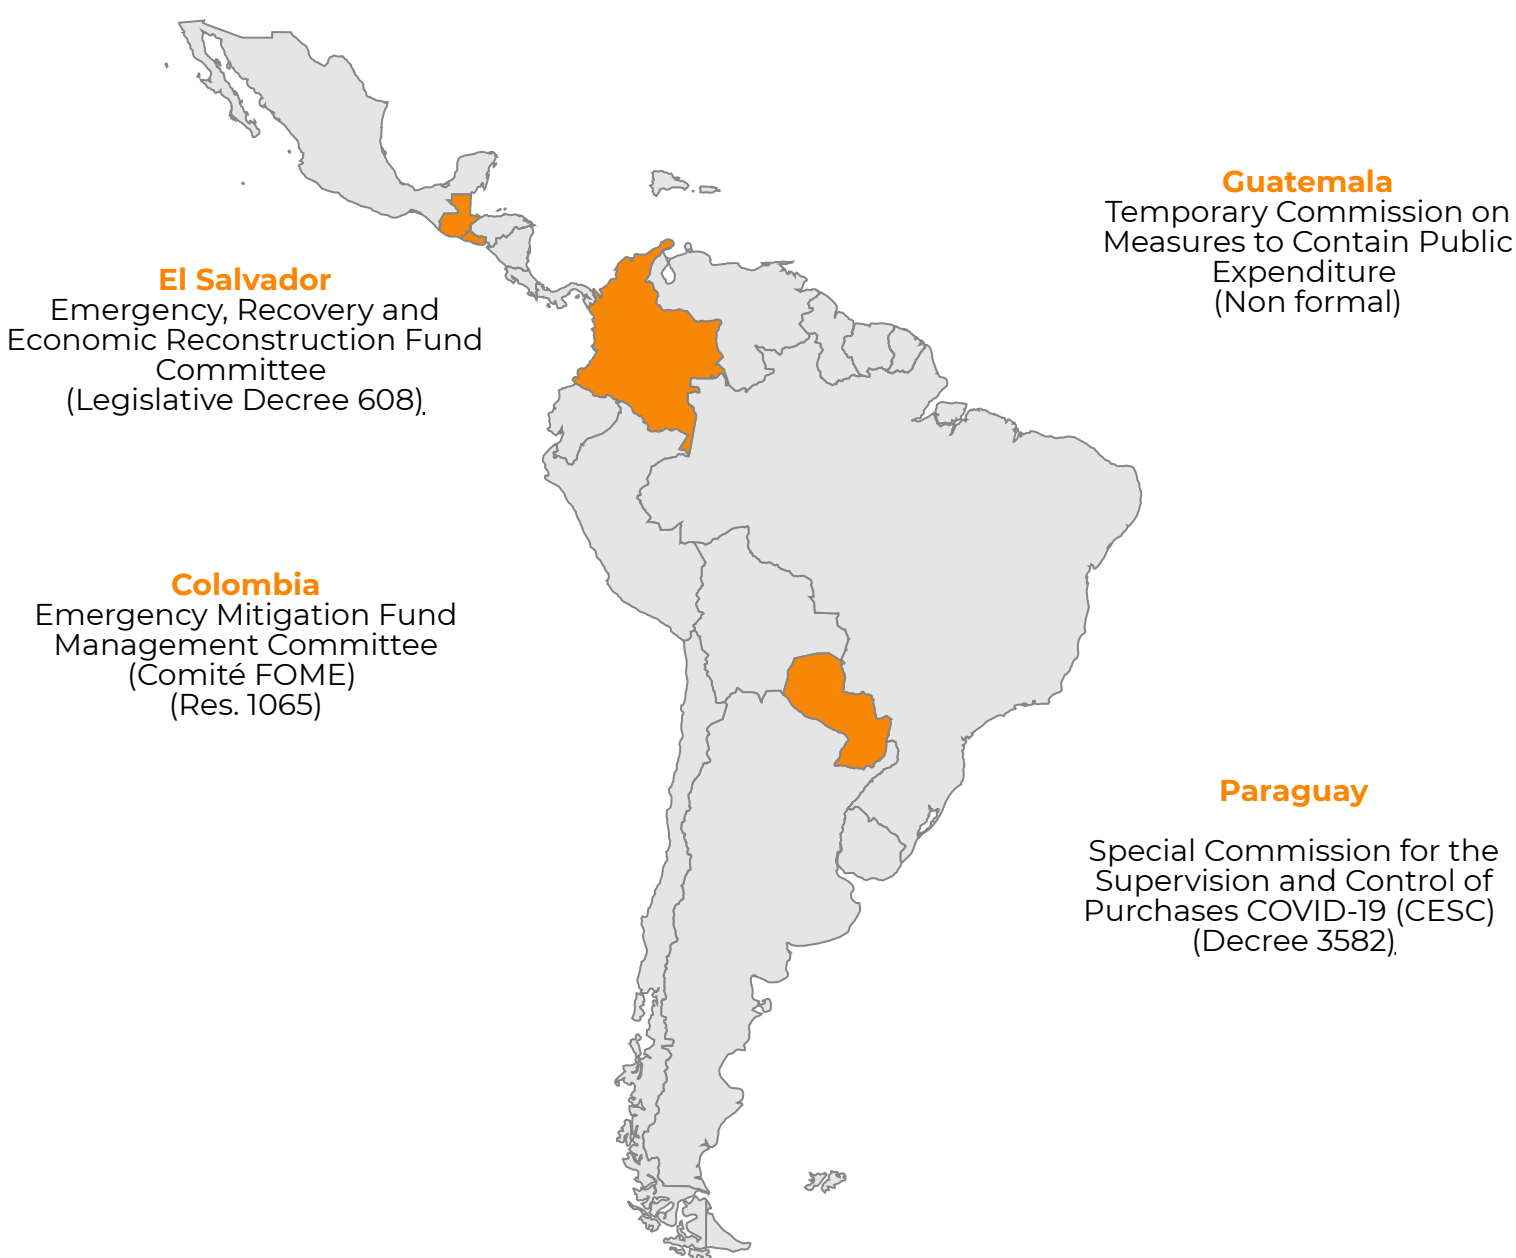 Guatemala
Temporary Commission on
Measures to Contain Public
Expenditure
(Non formal)
El Salvador
Emergency, Recovery and
Economic Reconstruction Fund
Committee
(Legislative Decree 608).
Colombia
Emergency Mitigation Fund
Management Committee
(Comité FOME)
(Res. 1065)
Paraguay
Special Commission for the
Supervision and Control of
Purchases COVID-19 (CESC)
(Decree 3582).